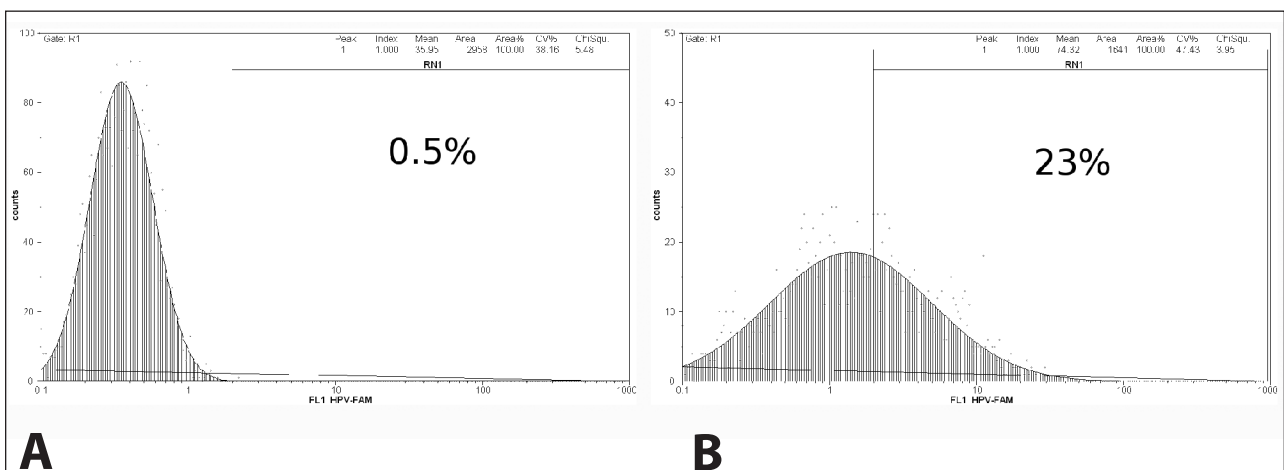 100
Gate: R1
Peak Index Mean Area Area% CV% ChiSqu.
1 1.000 35.95 2958 100.00 38.16 5.48
RN1
80
0.5%
60
counts
40
20
0
0.1 1 10 100 1000
FL1 HPV-FAM
A
50
Gate: R1
Peak Index Mean Area Area% CV% ChiSqu.
1 1.000 74.32 1641 100.00 47.43 3.95
RN1
40
23%
30
counts
20
10
0
0.1 1 10 100 1000
FL1 HPV-FAM
B